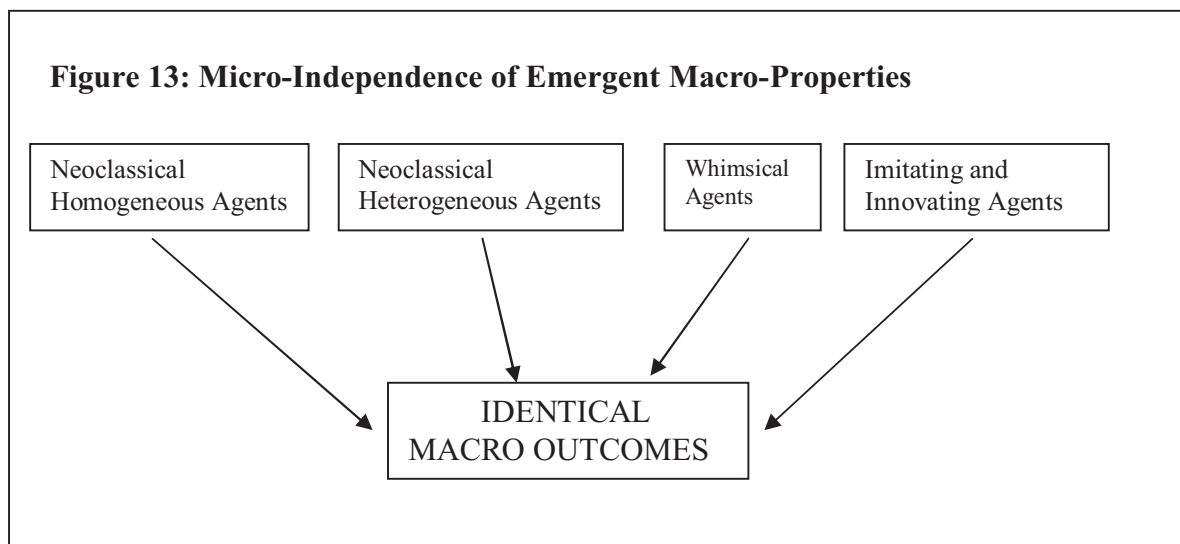 Figure 13: Micro-Independence of Emergent Macro-Properties
Neoclassical
Homogeneous Agents
Neoclassical
Heterogeneous Agents
Whimsical
Agents
Imitating and
Innovating Agents
IDENTICAL
MACRO OUTCOMES